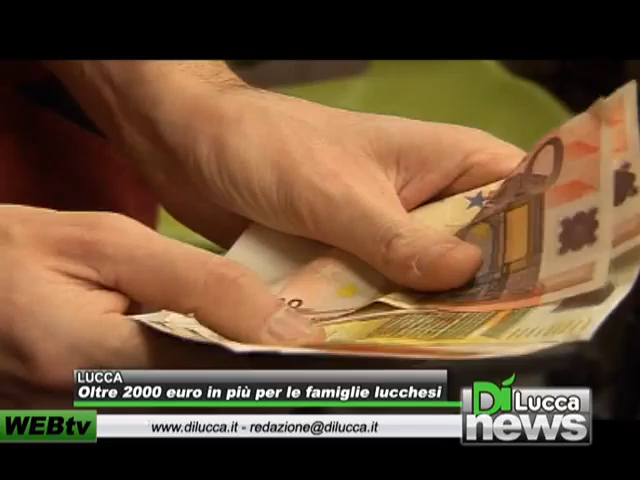 LUCCA
Oltre 2000 euro in più per le famiglie lucchesi
WEBtv
www.dilucca.it - redazione@dilucca.it
Dì Lucca
news